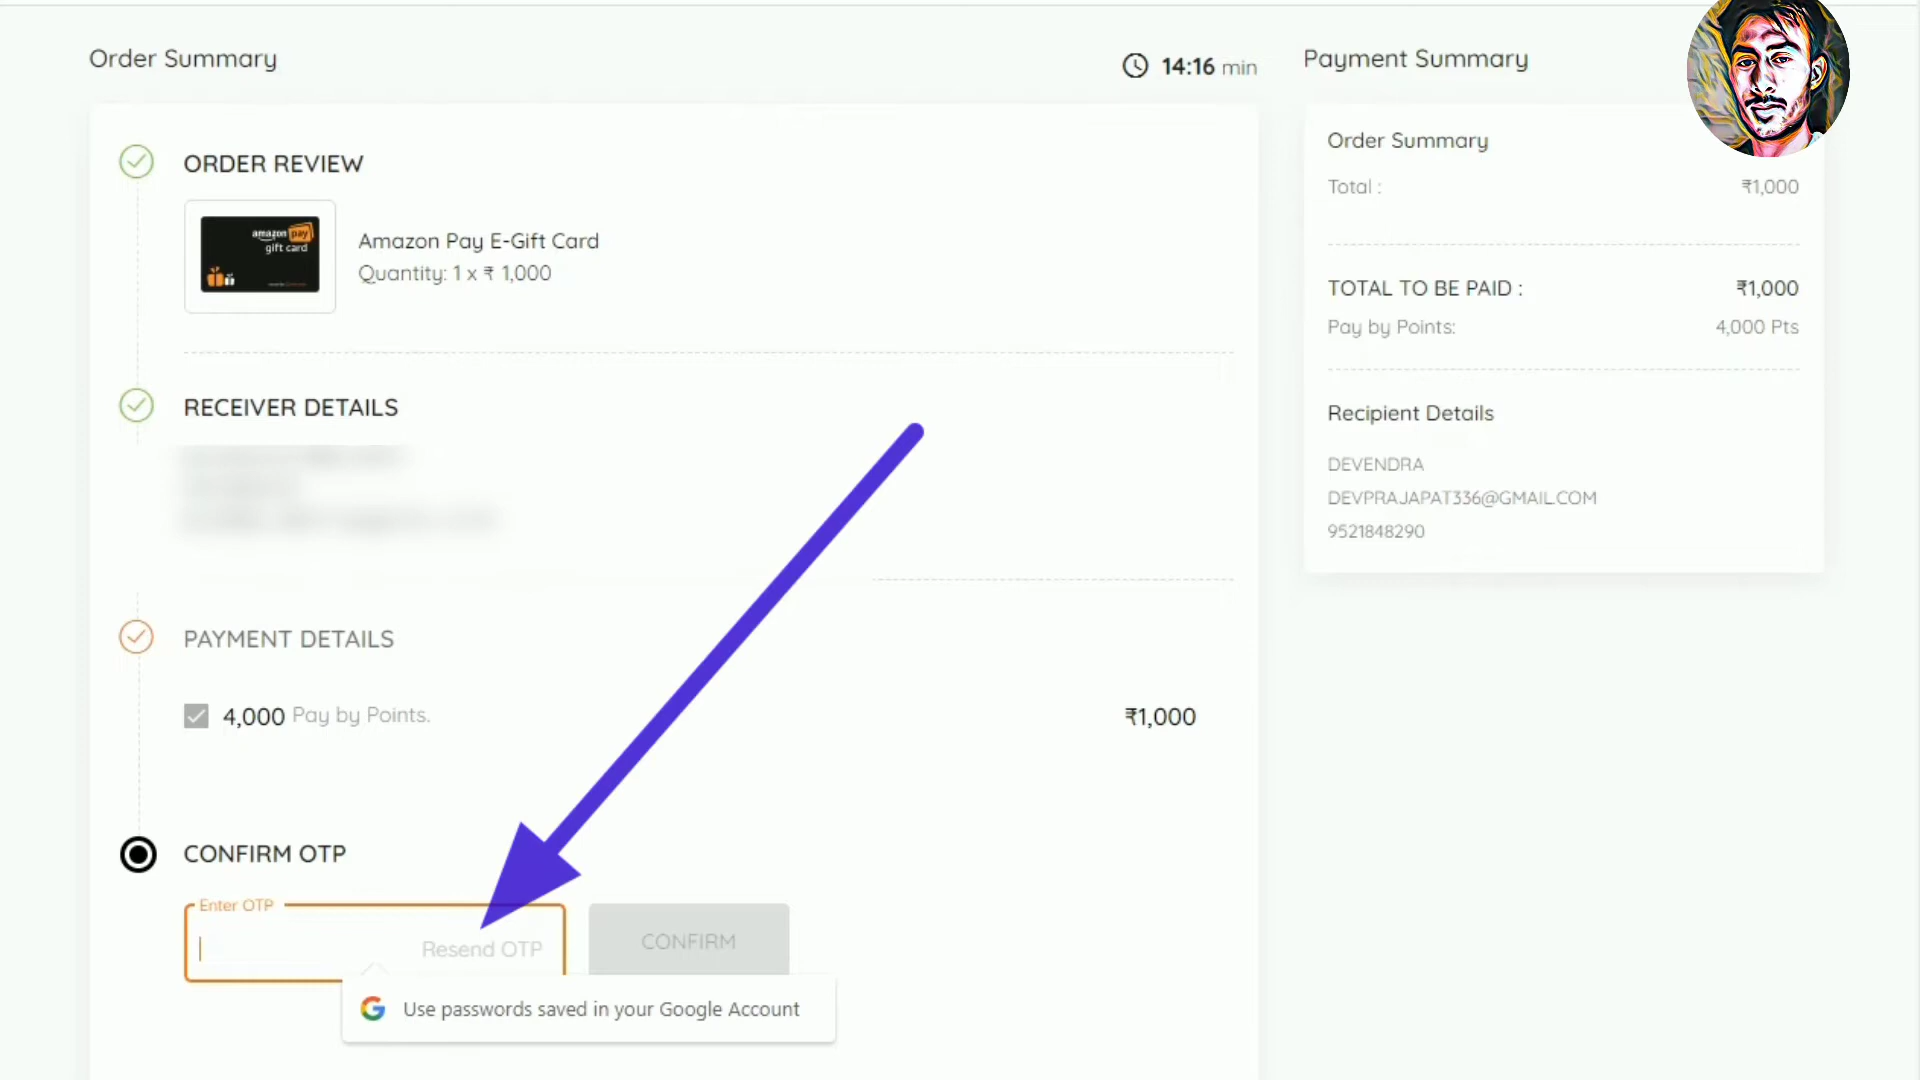 Order Summary
14:16 min
ORDER REVIEW
amazon pay
gift card
Amazon Pay E-Gift Card
Quantity: 1 x ₹ 1,000
RECEIVER DETAILS
PAYMENT DETAILS
4,000 Pay by Points.
₹1,000
CONFIRM OTP
Enter OTP
Resend OTP
CONFIRM
Use passwords saved in your Google Account
Payment Summary
Order Summary
Total : ₹1,000
TOTAL TO BE PAID : ₹1,000
Pay by Points: 4,000 Pts
Recipient Details
DEVENDRA
DEVPRAJAPAT336@GMAIL.COM
9521848290